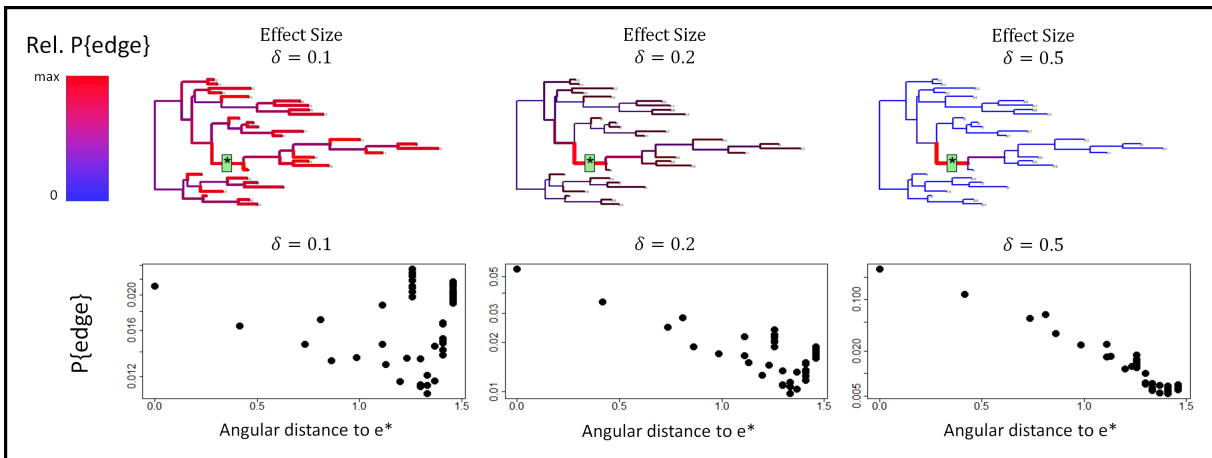 Rel. P{edge}
max
0
Effect Size
δ = 0.1
Effect Size
δ = 0.2
Effect Size
δ = 0.5
*
*
*
δ = 0.1
δ = 0.2
δ = 0.5
P{edge}
0.020
0.016
0.012
0.0
0.5
1.0
1.5
Angular distance to e*
0.05
0.03
0.02
0.01
0.0
0.5
1.0
1.5
Angular distance to e*
0.100
0.020
0.005
0.0
0.5
1.0
1.5
Angular distance to e*